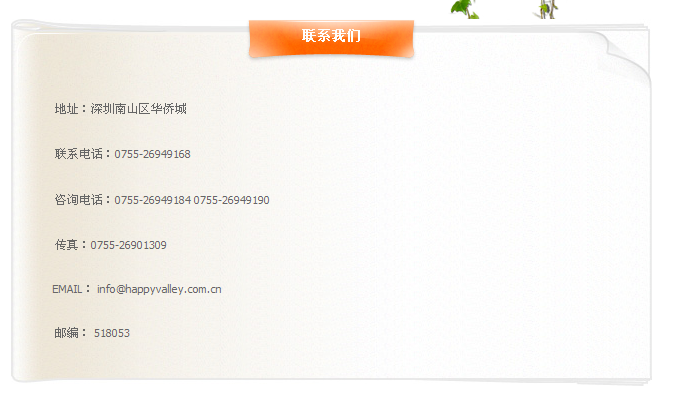 联系我们
地址：深圳南山区华侨城
联系电话：0755-26949168
咨询电话：0755-26949184 0755-26949190
传真：0755-26901309
EMAIL： info@happyvalley.com.cn
邮编： 518053